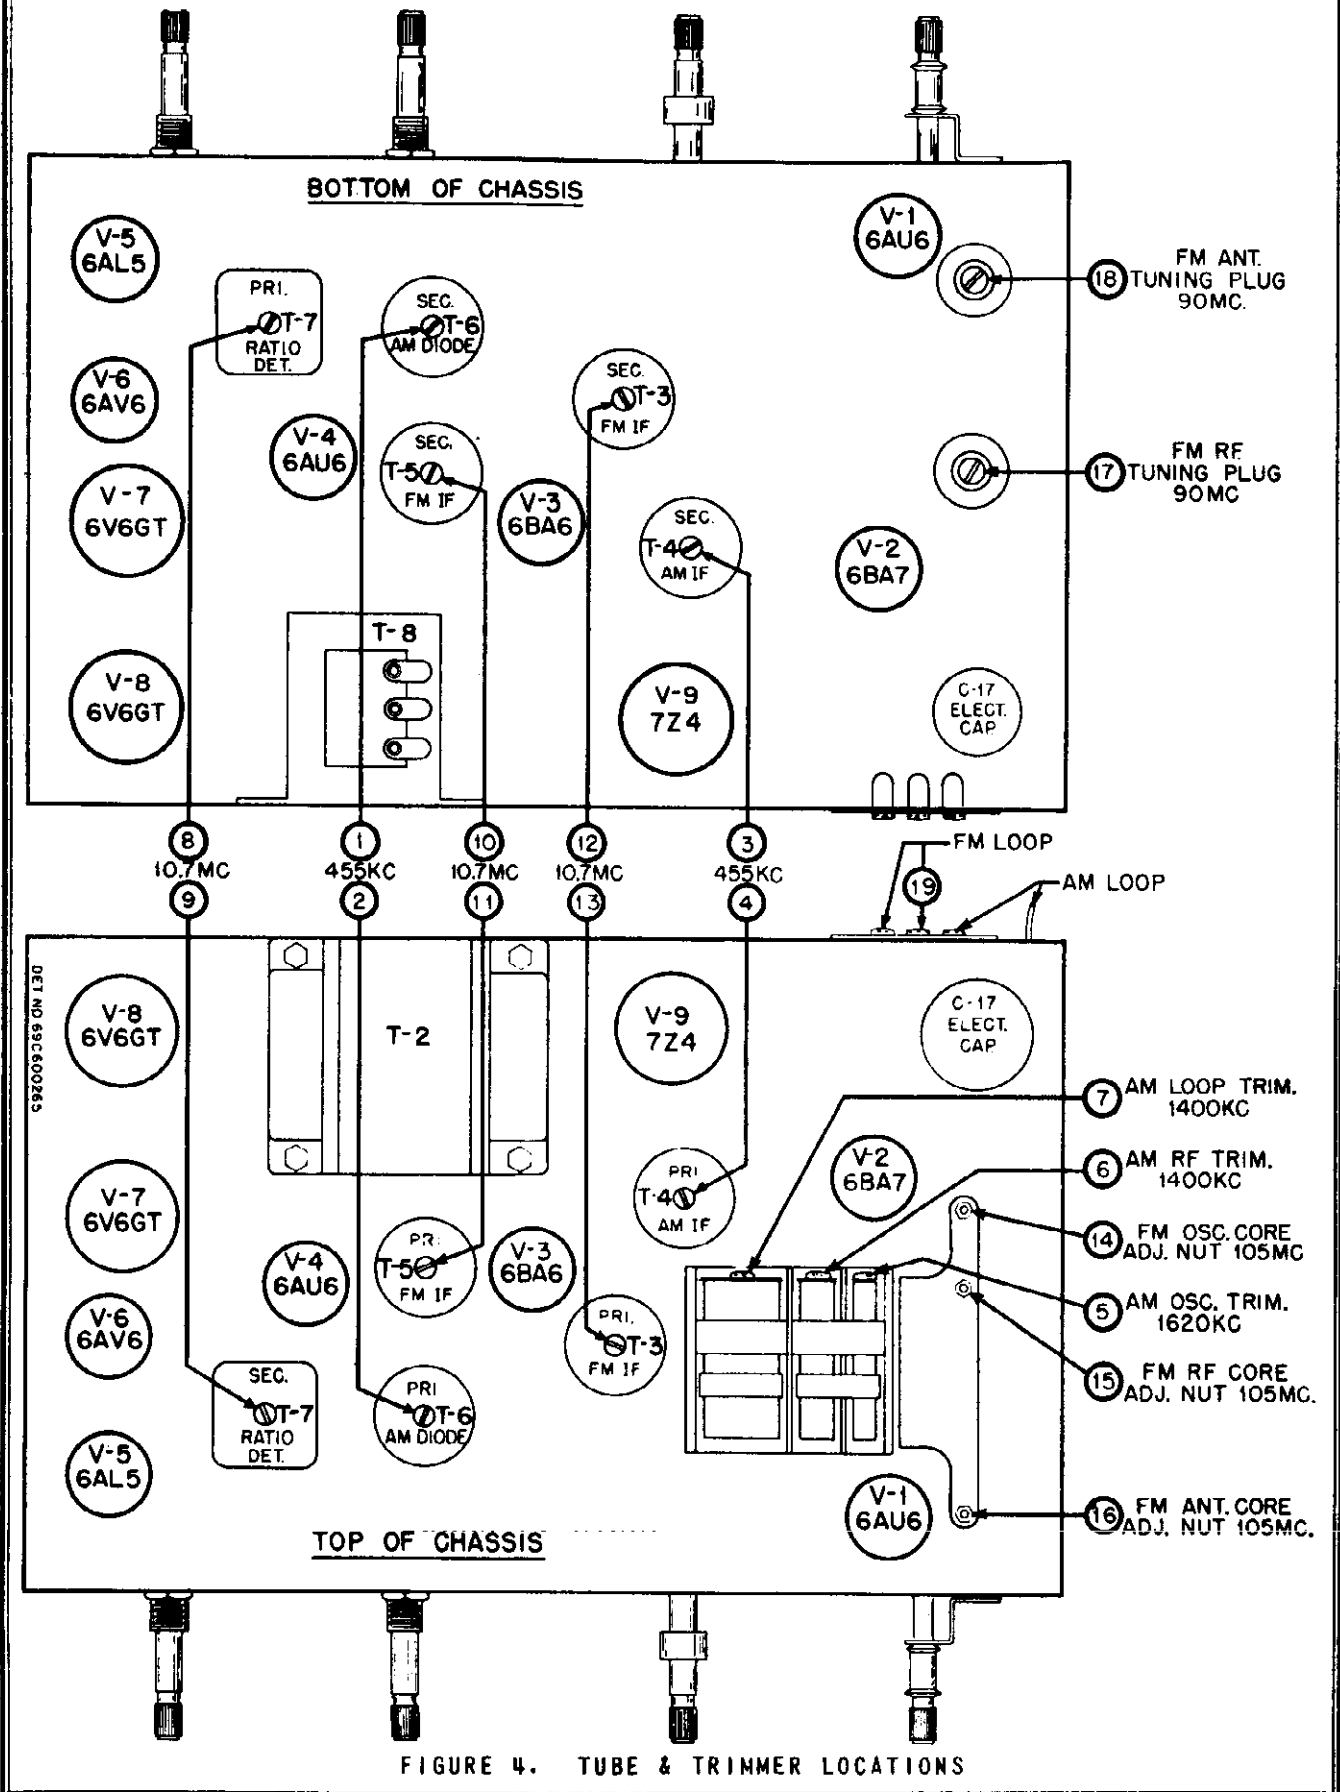 BOTTOM OF CHASSIS
V-5
6AL5
PRI.
T-7
RATIO
DET.
SEC.
T-6
AM DIODE
V-1
6AU6
18
FM ANT.
TUNING PLUG
90MC.
V-6
6AV6
V-4
6AU6
SEC.
T-5
FM IF
SEC.
T-3
FM IF
17
FM RF
TUNING PLUG
90MC
V-7
6V6GT
V-3
6BA6
SEC.
T-4
AM IF
V-2
6BA7
V-8
6V6GT
T-8
V-9
7Z4
C-17
ELECT.
CAP.
8
10.7MC
9
1
455KC
2
10
10.7MC
11
12
10.7MC
13
3
455KC
4
FM LOOP
19
AM LOOP
DET NO 69C600265
V-8
6V6GT
T-2
V-9
7Z4
C-17
ELECT.
CAP.
7
AM LOOP TRIM.
1400KC
V-7
6V6GT
PRI.
T-4
AM IF
V-2
6BA7
6
AM RF TRIM.
1400KC
14
FM OSC. CORE
ADJ. NUT 105MC
V-4
6AU6
PRI.
T-5
FM IF
V-3
6BA6
5
AM OSC. TRIM.
1620KC
V-6
6AV6
PRI.
T-3
FM IF
15
FM RF CORE
ADJ. NUT 105MC.
SEC.
T-7
RATIO
DET.
PRI
T-6
AM DIODE
V-5
6AL5
V-1
6AU6
16
FM ANT. CORE
ADJ. NUT 105MC.
TOP OF CHASSIS
FIGURE 4. TUBE & TRIMMER LOCATIONS